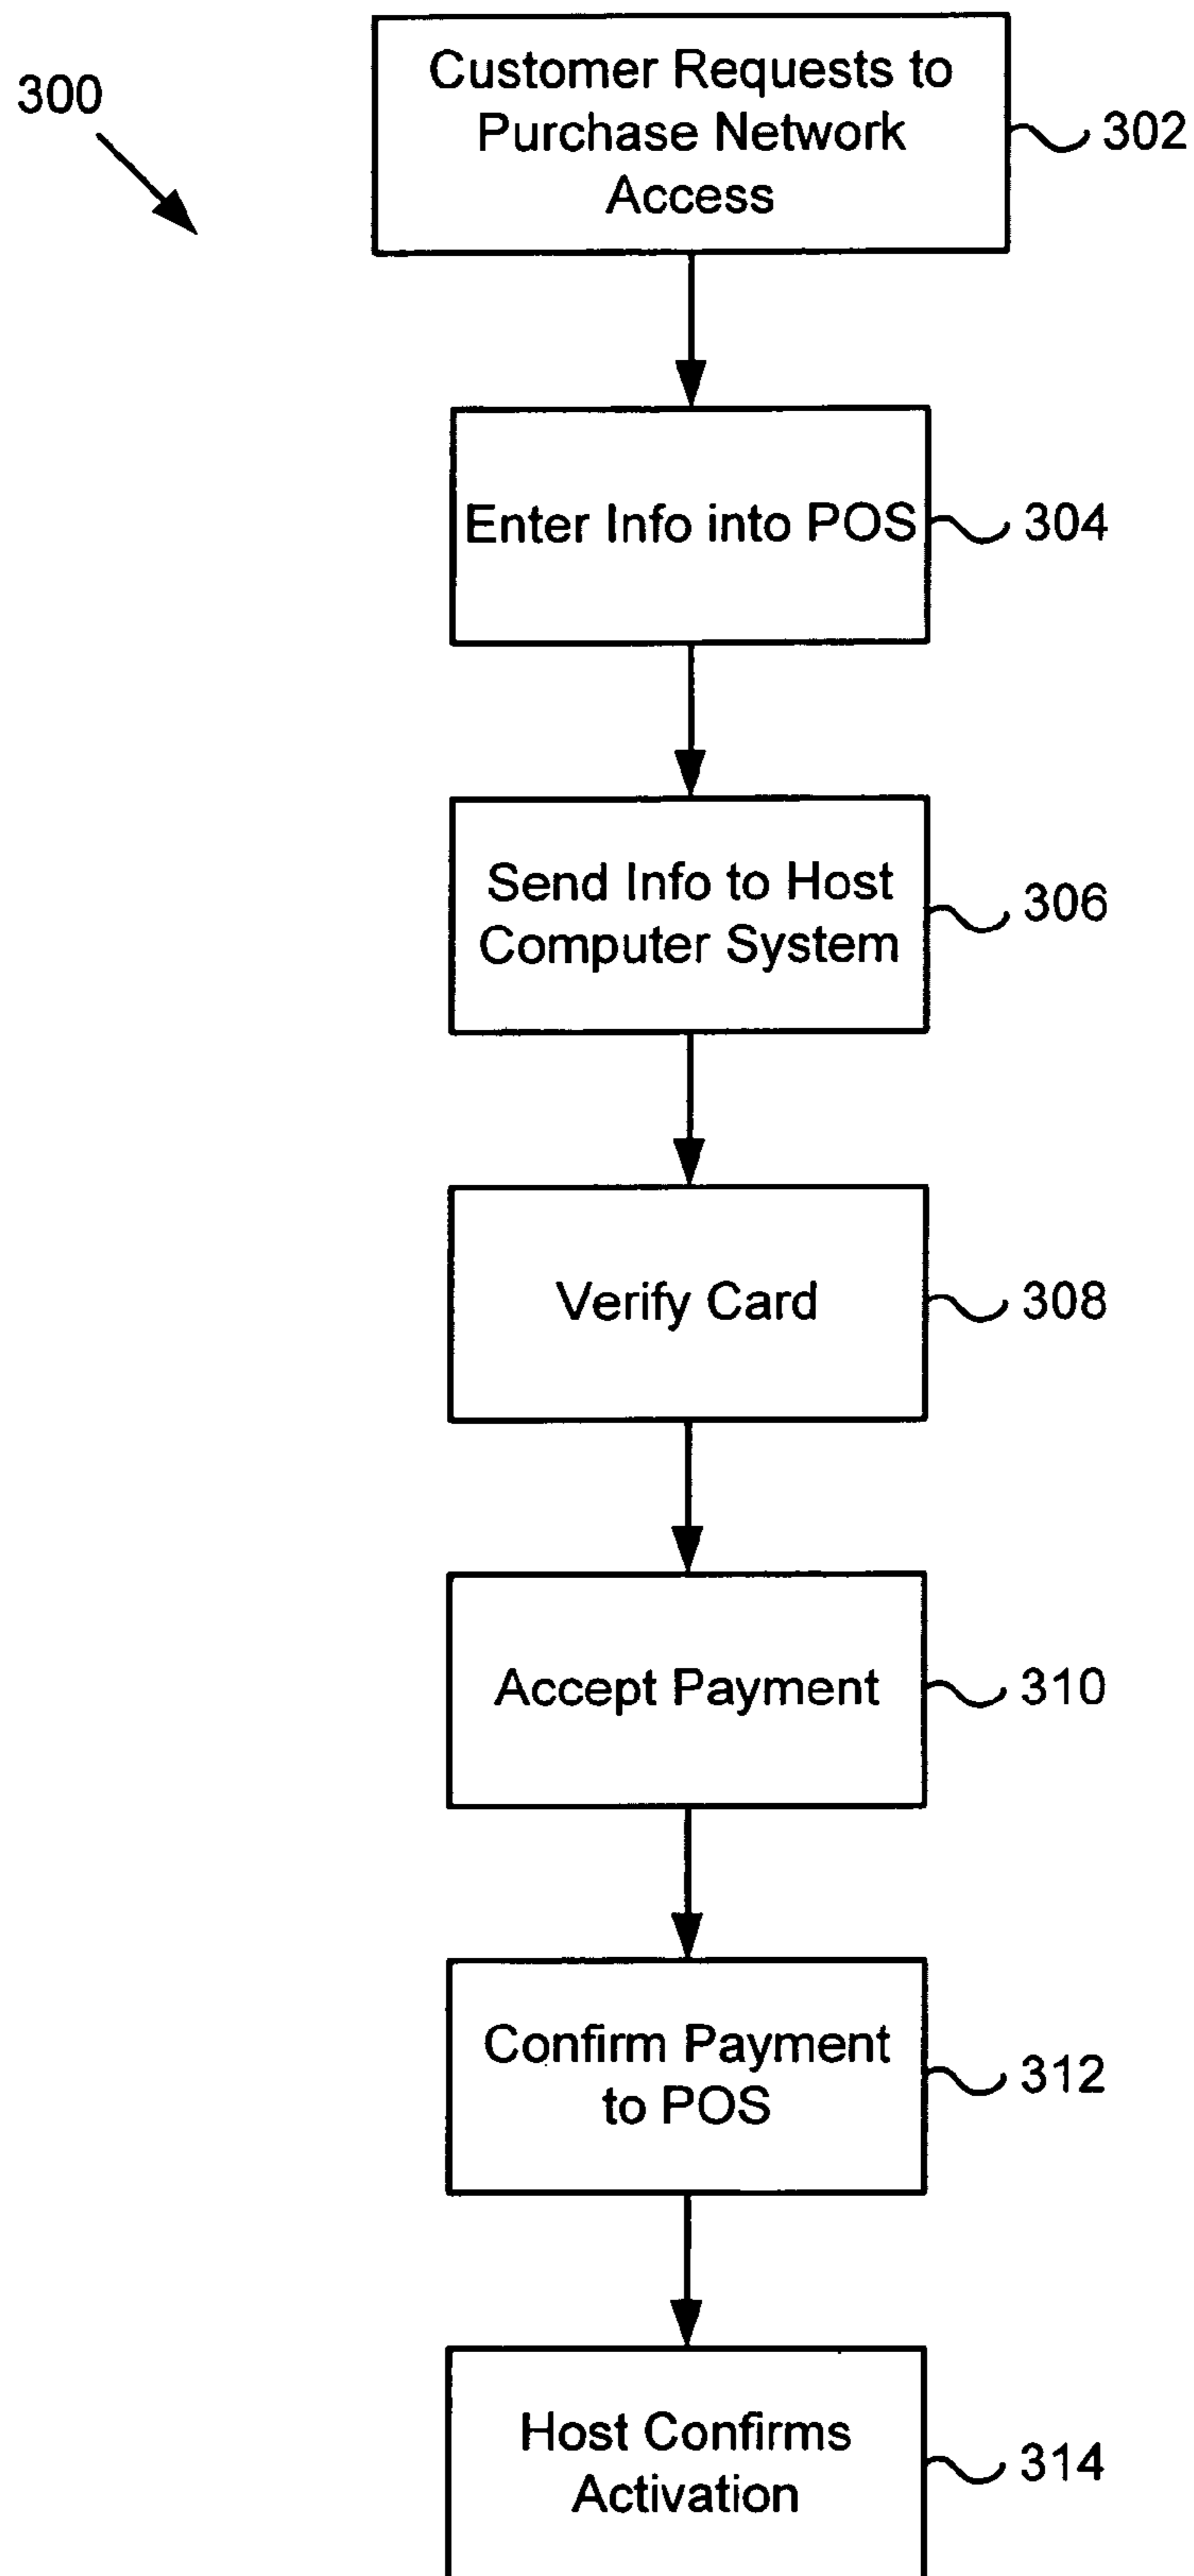 300
Customer Requests to
Purchase Network
Access
302
Enter Info into POS
304
Send Info to Host
Computer System
306
Verify Card
308
Accept Payment
310
Confirm Payment
to POS
312
Host Confirms
Activation
314